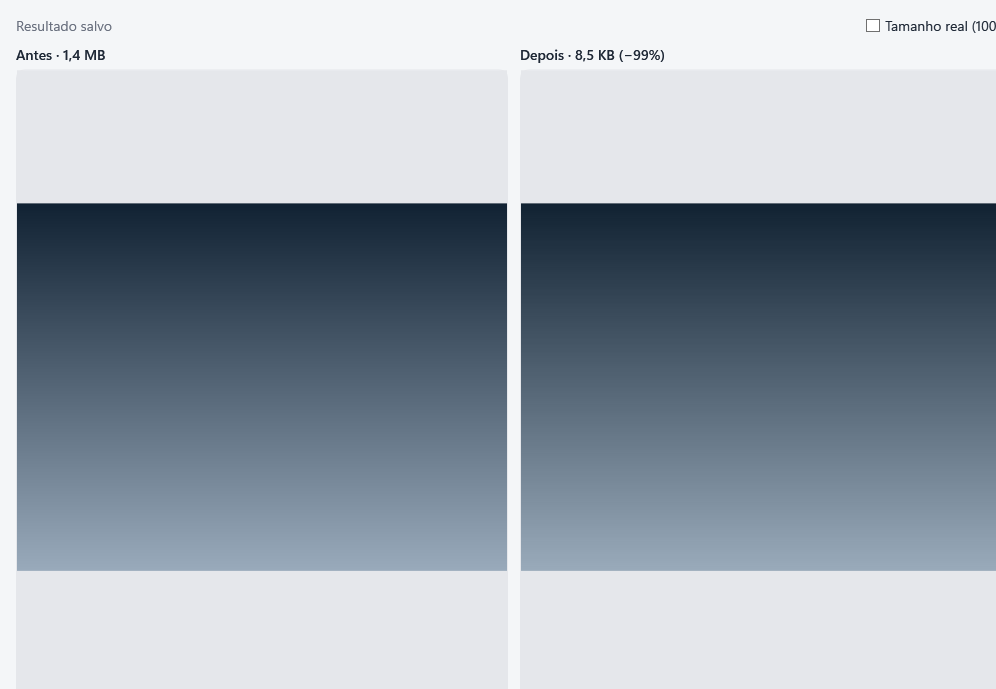 Resultado salvo
Tamanho real (100
Antes · 1,4 MB
Depois · 8,5 KB (−99%)